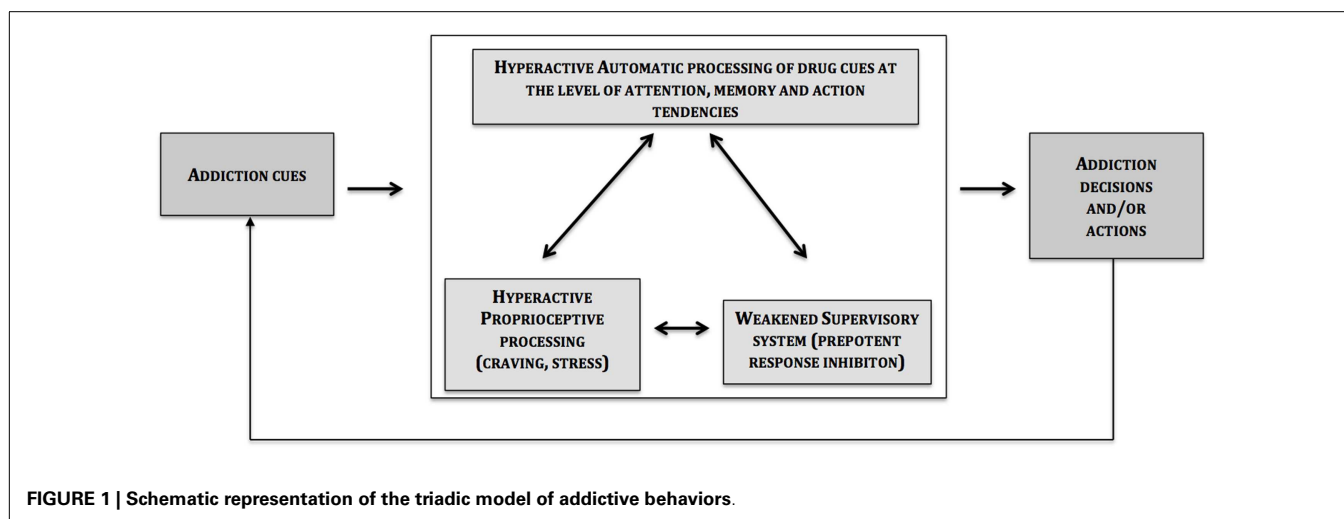 HYPERACTIVE AUTOMATIC PROCESSING OF DRUG CUES AT
THE LEVEL OF ATTENTION, MEMORY AND ACTION
TENDENCIES
ADDICTION CUES
ADDICTION
DECISIONS
AND/OR
ACTIONS
HYPERACTIVE
PROPRIOCEPTIVE
PROCESSING
(CRAVING, STRESS)
WEAKENED SUPERVISORY
SYSTEM (PREPOTENT
RESPONSE INHIBITON)
FIGURE 1 | Schematic representation of the triadic model of addictive behaviors.